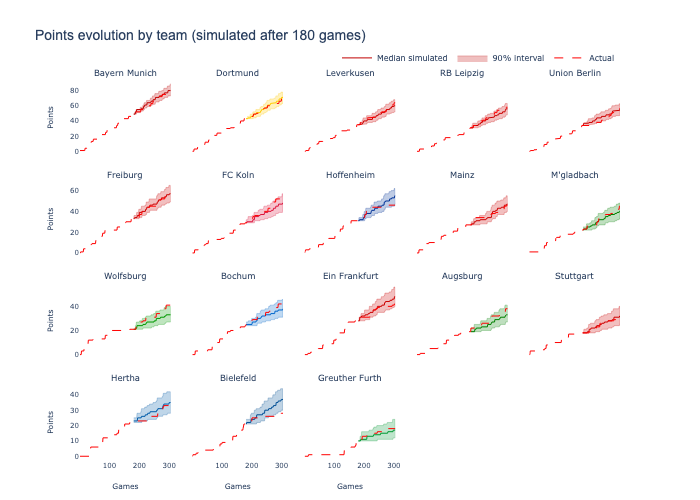 Points evolution by team (simulated after 180 games)
Median simulated 90% interval Actual
Bayern Munich Dortmund Leverkusen RB Leipzig Union Berlin
Points
80
60
40
20
0
Freiburg FC Koln Hoffenheim Mainz M'gladbach
Points
60
40
20
0
Wolfsburg Bochum Ein Frankfurt Augsburg Stuttgart
Points
40
20
0
Hertha Bielefeld Greuther Furth
Points
40
30
20
10
0
100 200 300 100 200 300 100 200 300
Games Games Games